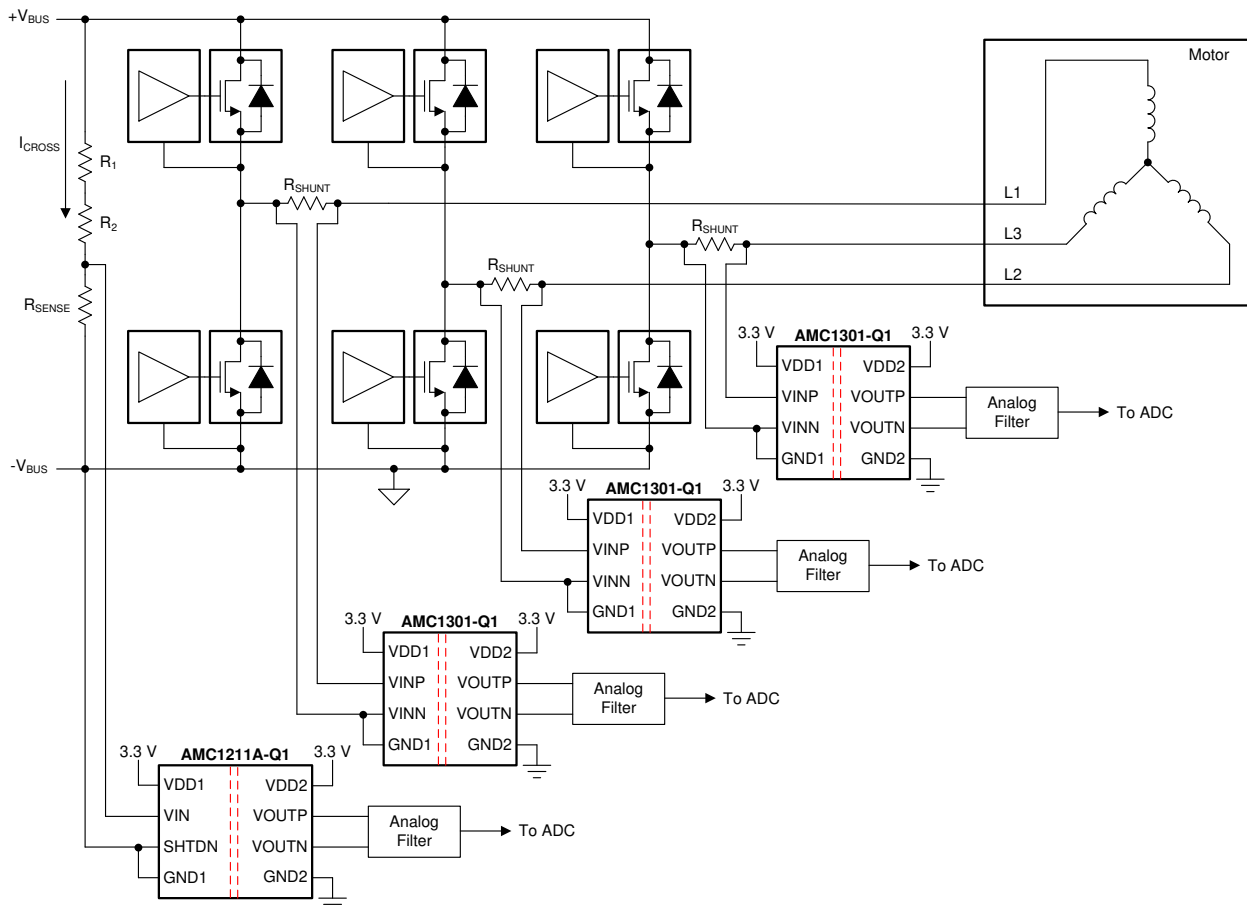 +VBUS
Motor
ICROSS
R1
RSHUNT
L1
R2
RSHUNT
L3
RSHUNT
L2
RSENSE
3.3 V
AMC1301-Q1
3.3 V
VDD1
VDD2
VINP
VOUTP
Analog
Filter
To ADC
VINN
VOUTN
GND1
GND2
-VBUS
AMC1301-Q1
3.3 V
3.3 V
VDD1
VDD2
VINP
VOUTP
Analog
Filter
To ADC
VINN
VOUTN
GND1
GND2
AMC1301-Q1
3.3 V
3.3 V
VDD1
VDD2
VINP
VOUTP
Analog
Filter
To ADC
VINN
VOUTN
GND1
GND2
AMC1211A-Q1
3.3 V
3.3 V
VDD1
VDD2
VIN
VOUTP
Analog
Filter
To ADC
SHTDN
VOUTN
GND1
GND2